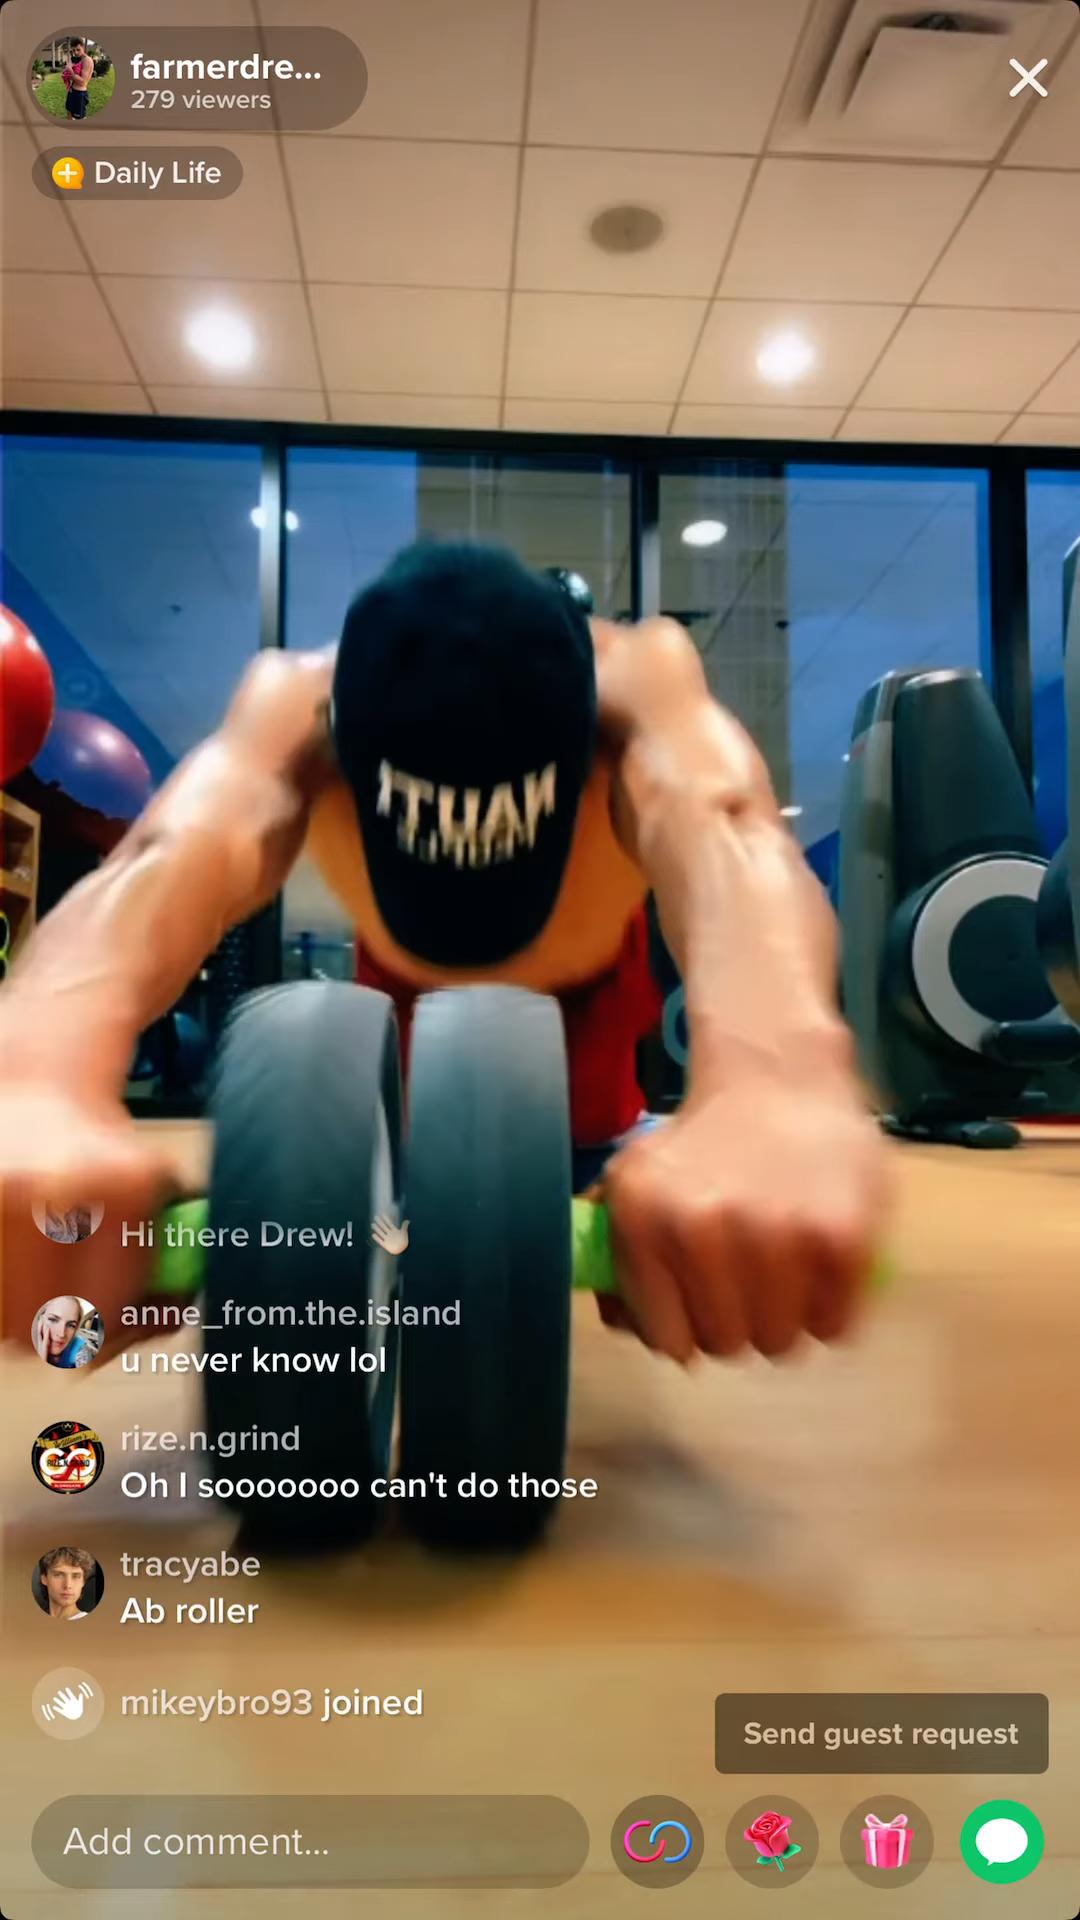 farmerdre...
279 viewers
Daily Life
Hi there Drew! 👋🏻
anne_from.the.island
u never know lol
rize.n.grind
Oh I sooooooo can't do those
tracyabe
Ab roller
mikeybro93 joined
Send guest request
Add comment...